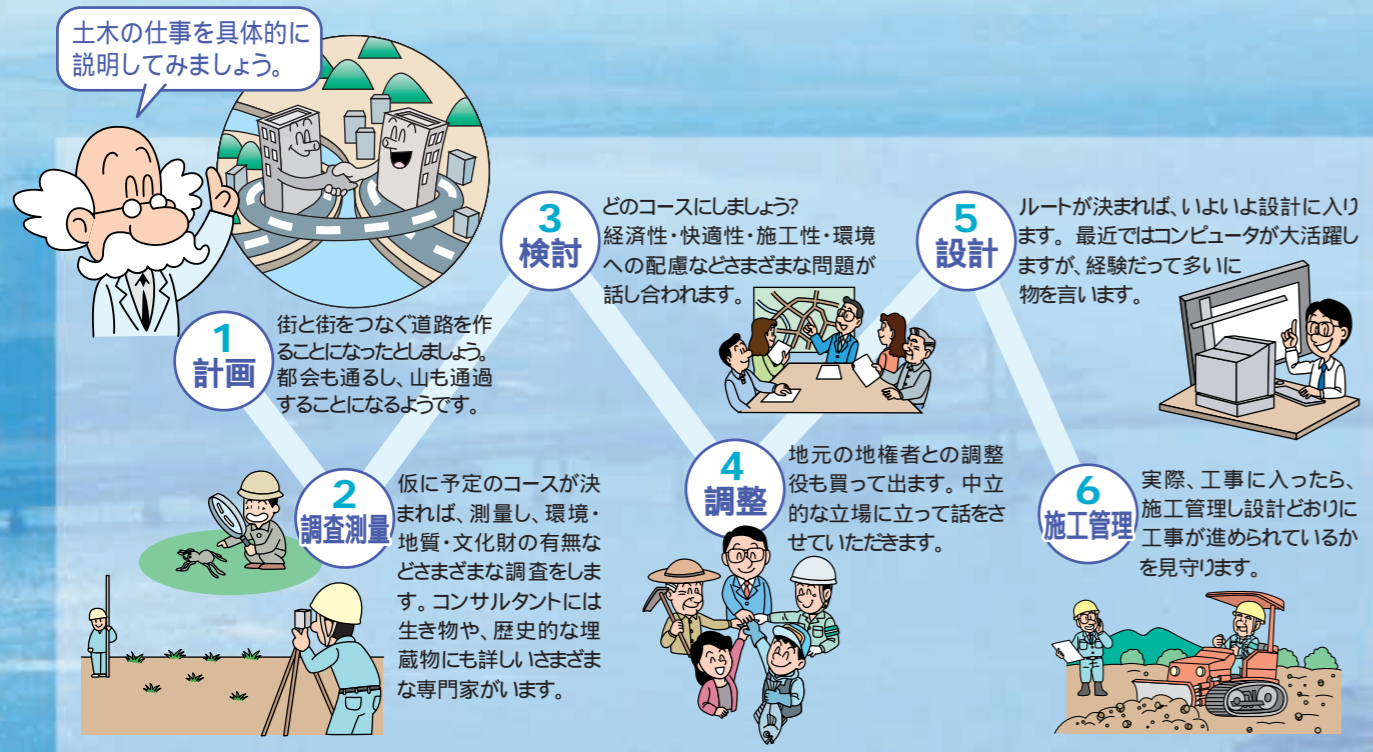 土木の仕事を具体的に
説明してみましょう。
1
計画
街と街をつなぐ道路を作
ることになったとしましょう。
都会も通るし、山も通過
することになるようです。
2
調査測量
仮に予定のコースが決
まれば、測量し、環境・
地質・文化財の有無な
どさまざまな調査をしま
す。コンサルタントには
生き物や、歴史的な埋
蔵物にも詳しいさまざま
な専門家がいます。
3
検討
どのコースにしましょう?
経済性・快適性・施工性・環境
への配慮などさまざまな問題が
話し合われます。
4
調整
地元の地権者との調整
役も買って出ます。中立
的な立場に立って話をさ
せていただきます。
5
設計
ルートが決まれば、いよいよ設計に入り
ます。最近ではコンピュータが大活躍し
ますが、経験だって多いに
物を言います。
6
施工管理
実際、工事に入ったら、
施工管理し設計どおりに
工事が進められているか
を見守ります。